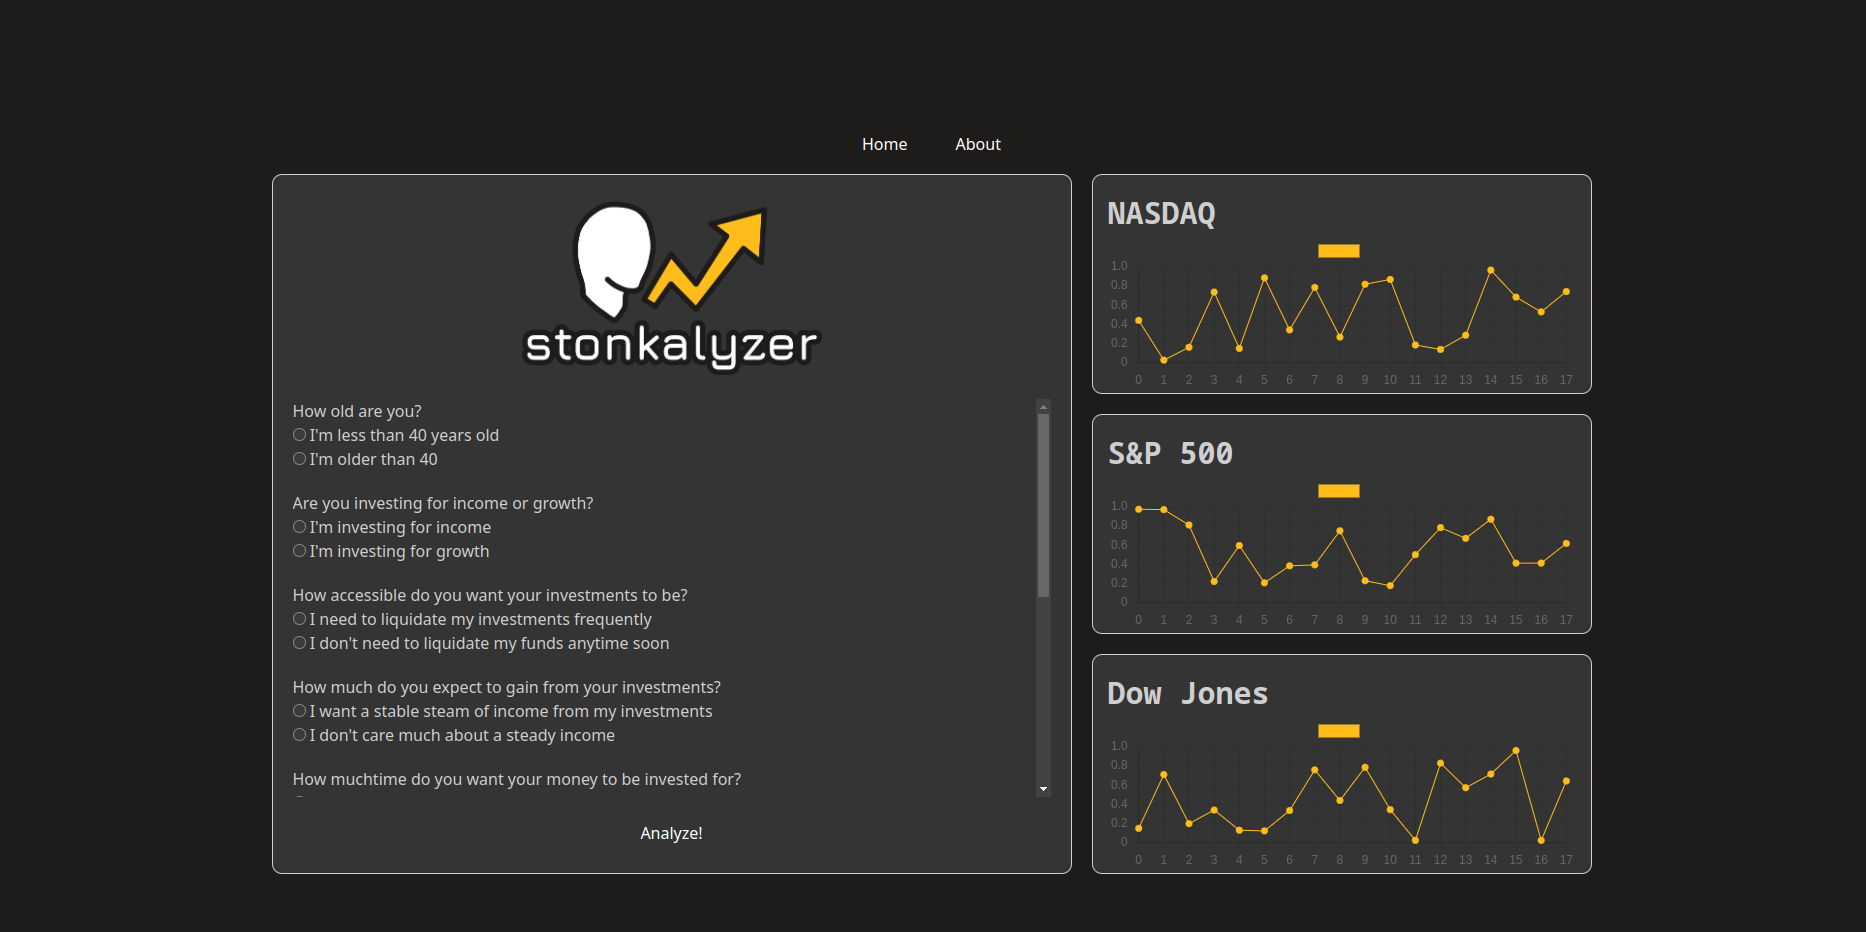 Home About
stonkalyzer
How old are you?
I'm less than 40 years old
I'm older than 40
Are you investing for income or growth?
I'm investing for income
I'm investing for growth
How accessible do you want your investments to be?
I need to liquidate my investments frequently
I don't need to liquidate my funds anytime soon
How much do you expect to gain from your investments?
I want a stable steam of income from my investments
I don't care much about a steady income
How muchtime do you want your money to be invested for?
Analyze!
NASDAQ
1.0
0.8
0.6
0.4
0.2
0
0 1 2 3 4 5 6 7 8 9 10 11 12 13 14 15 16 17
S&P 500
1.0
0.8
0.6
0.4
0.2
0
0 1 2 3 4 5 6 7 8 9 10 11 12 13 14 15 16 17
Dow Jones
1.0
0.8
0.6
0.4
0.2
0
0 1 2 3 4 5 6 7 8 9 10 11 12 13 14 15 16 17